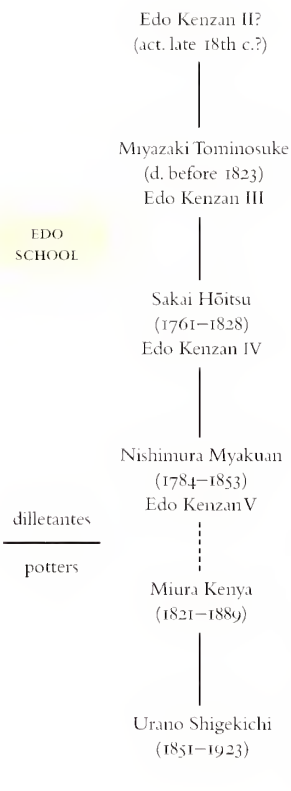 Edo Kenzan II?
(act. late 18th c.?)
Miyazaki Tominosuke
(d. before 1823)
Edo Kenzan III
EDO
SCHOOL
Sakai Hōitsu
(1761–1828)
Edo Kenzan IV
Nishimura Myakuan
(1784–1853)
Edo Kenzan V
dilletantes
potters
Miura Kenya
(1821–1889)
Urano Shigekichi
(1851–1923)